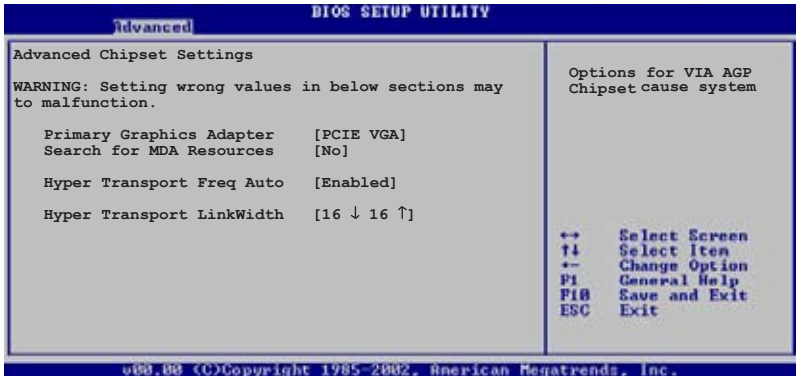 BIOS SETUP UTILITY
Advanced
Advanced Chipset Settings
WARNING: Setting wrong values in below sections may
to malfunction.
Primary Graphics Adapter [PCIE VGA]
Search for MDA Resources [No]
Hyper Transport Freq Auto [Enabled]
Hyper Transport LinkWidth [16 ↓ 16 ↑]
Options for VIA AGP
Chipset cause system
↔ Select Screen
↑↓ Select Item
←- Change Option
F1 General Help
F10 Save and Exit
ESC Exit
v00.00 (C)Copyright 1985-2002, American Megatrends, Inc.